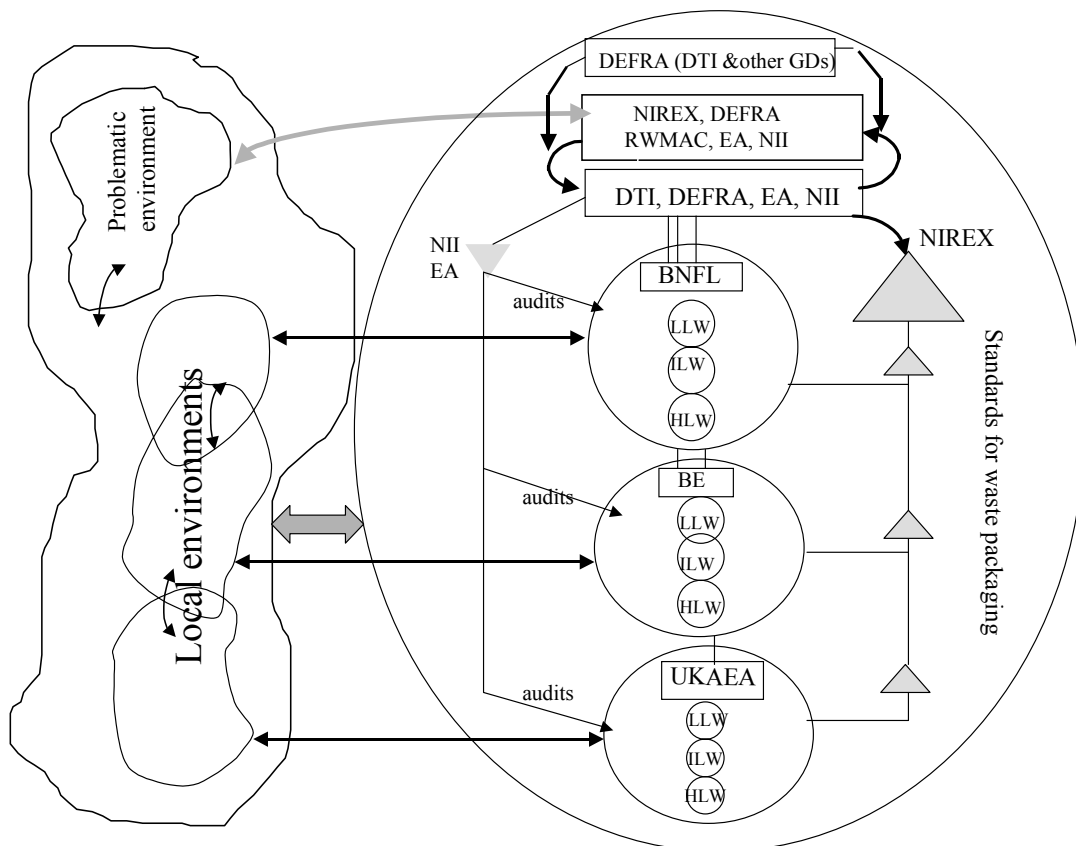 DEFRA (DTI &other GDs)
NIREX, DEFRA
RWMAC, EA, NII
DTI, DEFRA, EA, NII
Problematic
environment
NII
EA
NIREX
BNFL
audits
LLW
ILW
HLW
Standards for waste packaging
Local environments
BE
audits
LLW
ILW
HLW
UKAEA
audits
LLW
ILW
HLW